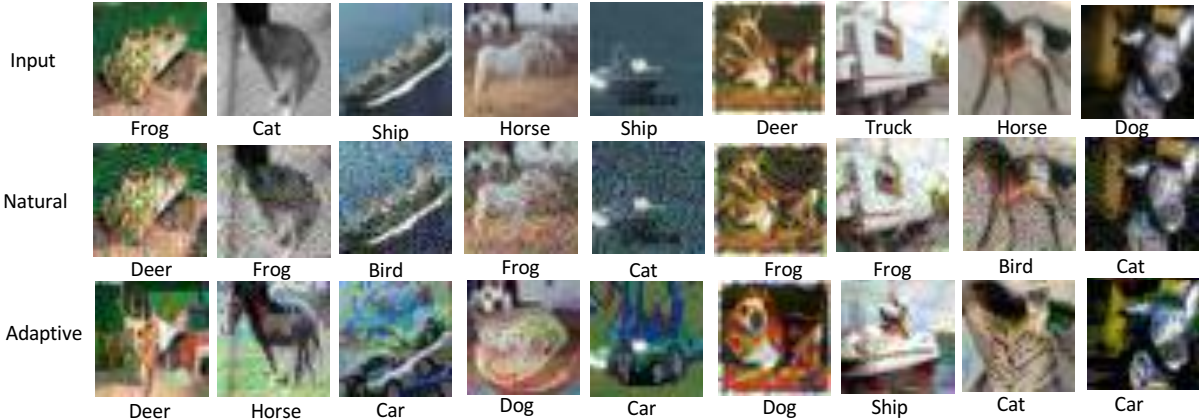 Input
Frog Cat Ship Horse Ship Deer Truck Horse Dog
Natural
Deer Frog Bird Frog Cat Frog Frog Bird Cat
Adaptive
Deer Horse Car Dog Car Dog Ship Cat Car